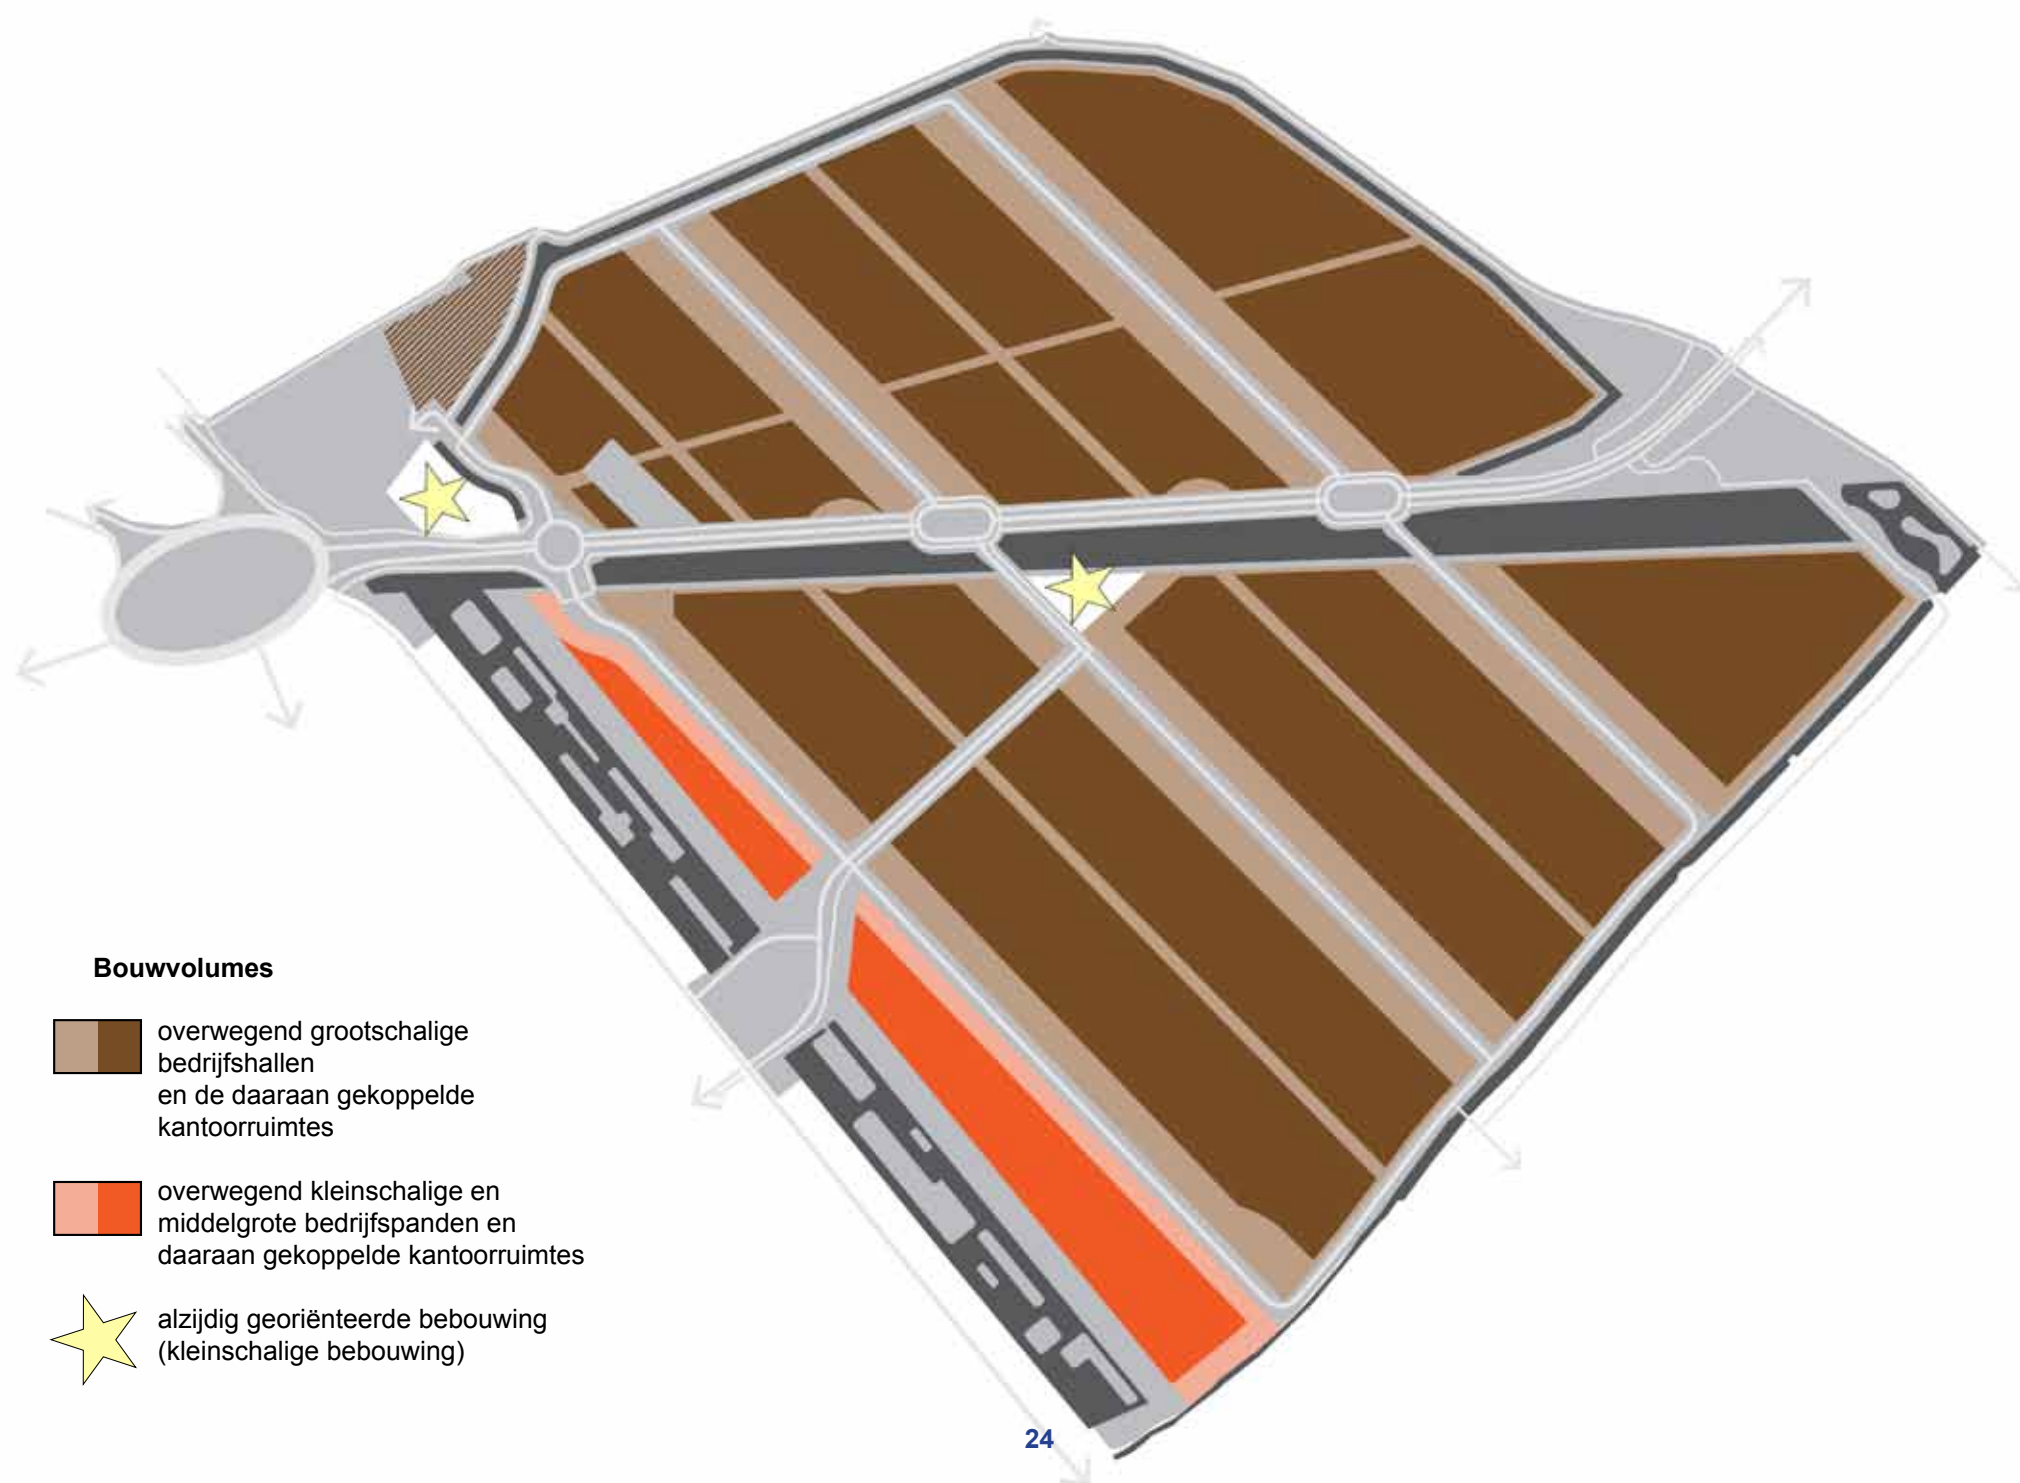 Bouwvolumes
overwegend grootschalige
bedrijfshallen
en de daaraan gekoppelde
kantoorruimtes
overwegend kleinschalige en
middelgrote bedrijfspanden en
daaraan gekoppelde kantoorruimtes
alzijdig georiënteerde bebouwing
(kleinschalige bebouwing)
24